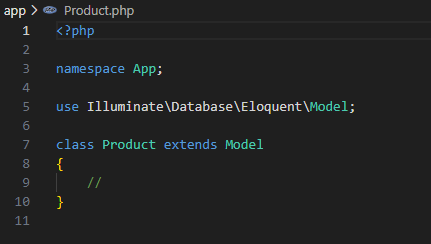 app > Product.php
1 <?php
2
3 namespace App;
4
5 use Illuminate\Database\Eloquent\Model;
6
7 class Product extends Model
8 {
9     //
10 }
11